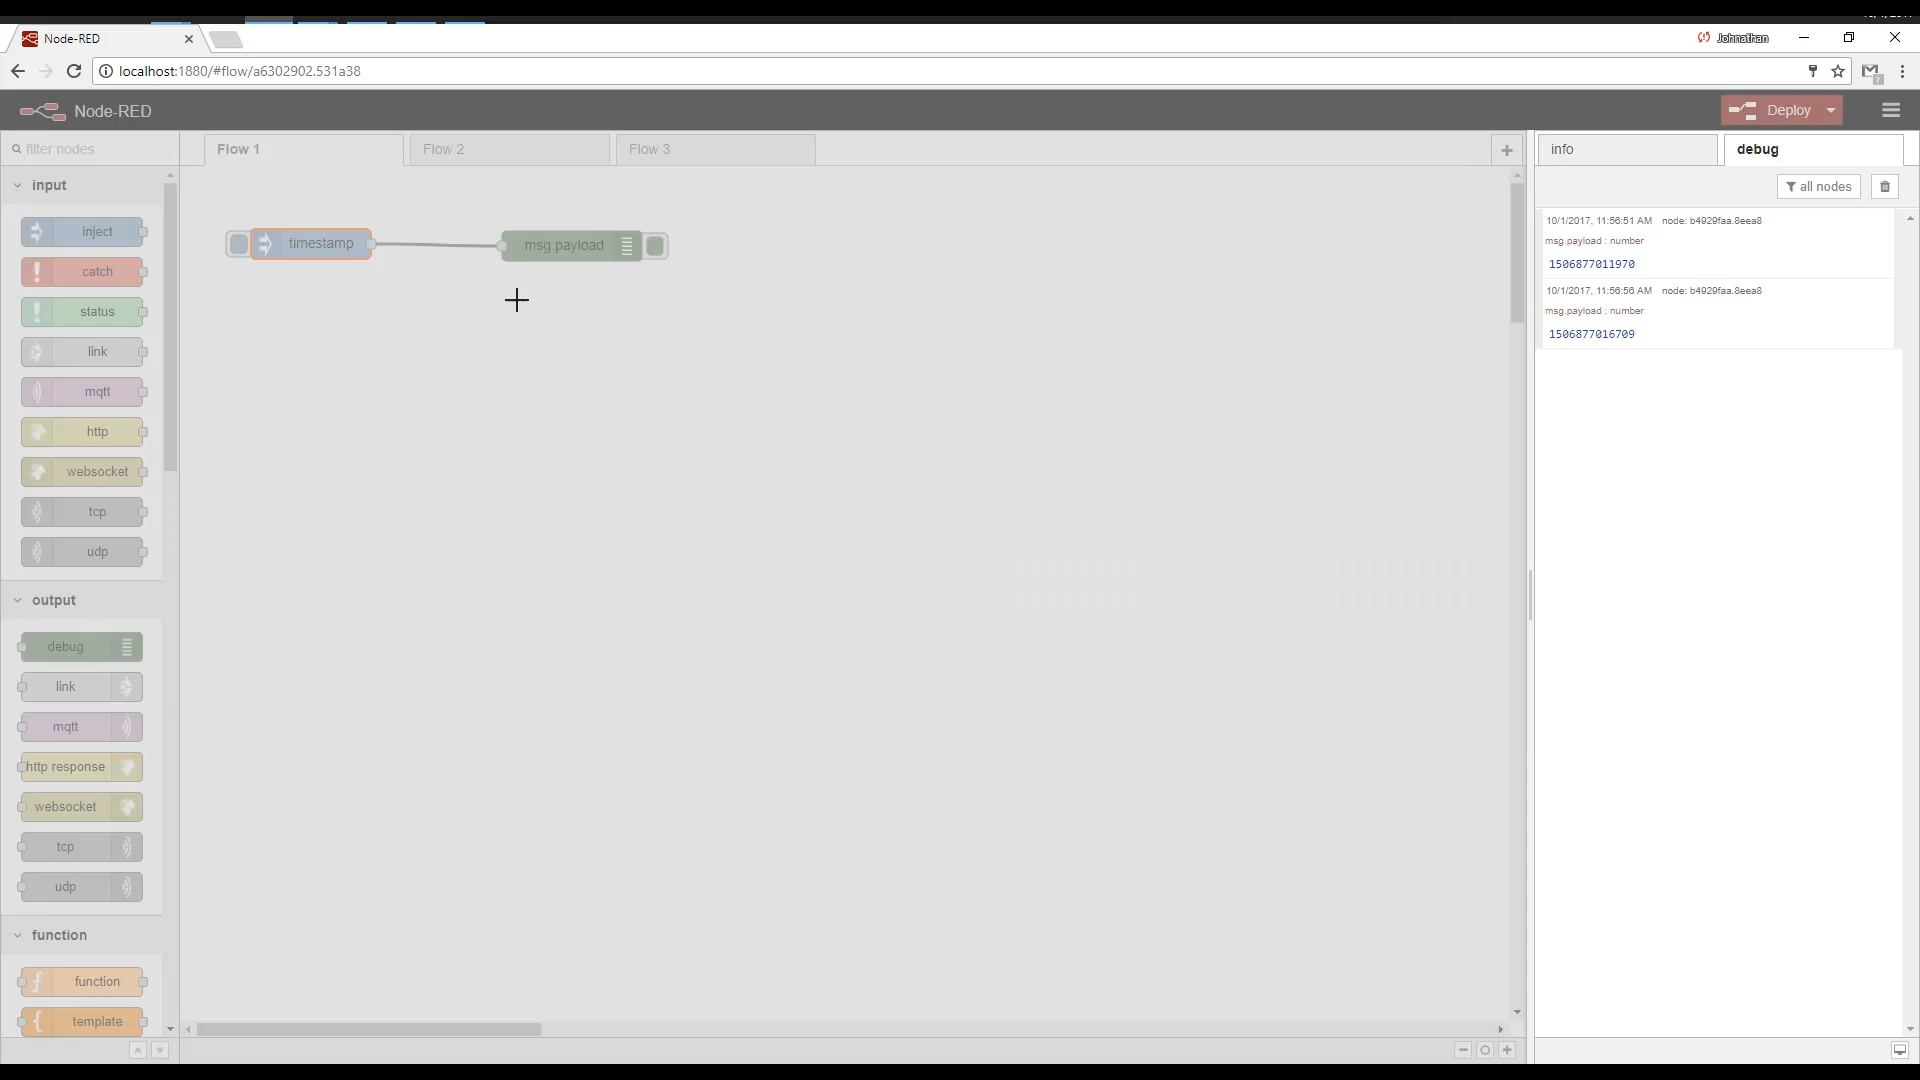 Node-RED
Johnathan
localhost:1880/#flow/a6302902.531a38
Node-RED
Deploy
filter nodes
Flow 1
Flow 2
Flow 3
info
debug
all nodes
input
inject
catch
status
link
mqtt
http
websocket
tcp
udp
output
debug
link
mqtt
http response
websocket
tcp
udp
function
function
template
timestamp
msg.payload
10/1/2017, 11:56:51 AM node: b4929faa.8eea8
msg.payload : number
1506877011970
10/1/2017, 11:56:56 AM node: b4929faa.8eea8
msg.payload : number
1506877016709